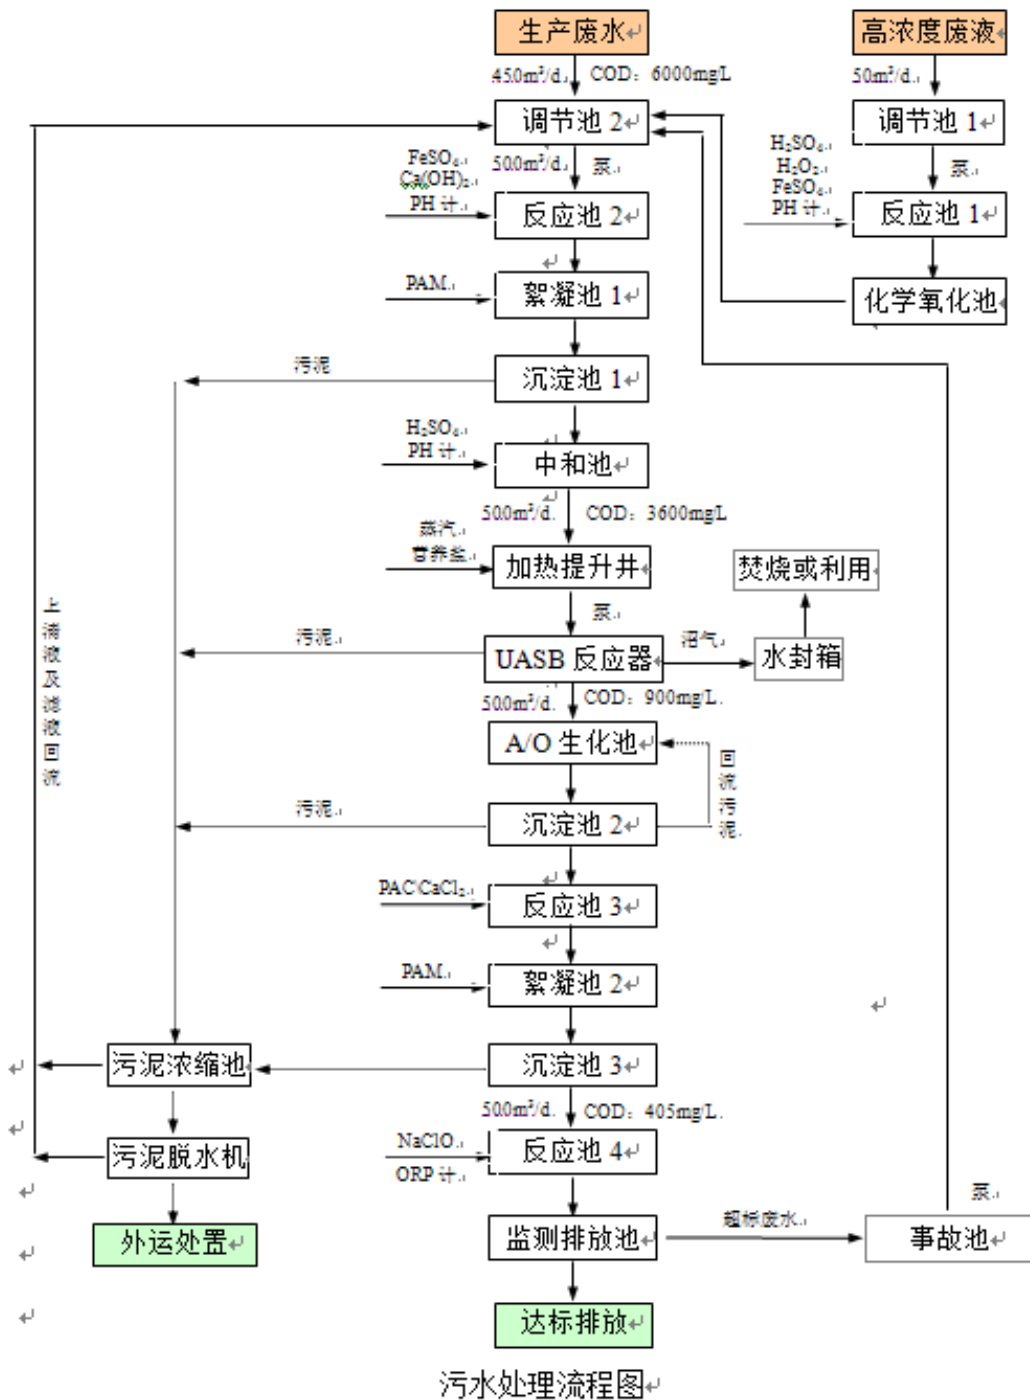 生产废水
高浓度废液
450m³/d.
COD：6000mg/L
50m³/d.
调节池 2
调节池 1
FeSO₄.
Ca(OH)₂.
PH 计.
500m³/d.
泵.
H₂SO₄.
H₂O₂.
FeSO₄.
PH 计.
泵.
反应池 2
反应池 1
PAM.
絮凝池 1
化学氧化池
污泥
沉淀池 1
H₂SO₄.
PH 计.
中和池
500m³/d.
COD：3600mg/L
蒸汽.
营养盐.
加热提升井
焚烧或利用
泵.
上清液及滤液回流
污泥.
UASB 反应器
沼气.
水封箱
500m³/d.
COD：900mg/L.
A/O 生化池
回流污泥.
污泥.
沉淀池 2
PAC\CaCl₂.
反应池 3
PAM.
絮凝池 2
污泥浓缩池
沉淀池 3
500m³/d.
COD：405mg/L.
污泥脱水机
NaClO.
ORP 计.
反应池 4
外运处置
监测排放池
超标废水.
泵.
事故池
达标排放
污水处理流程图